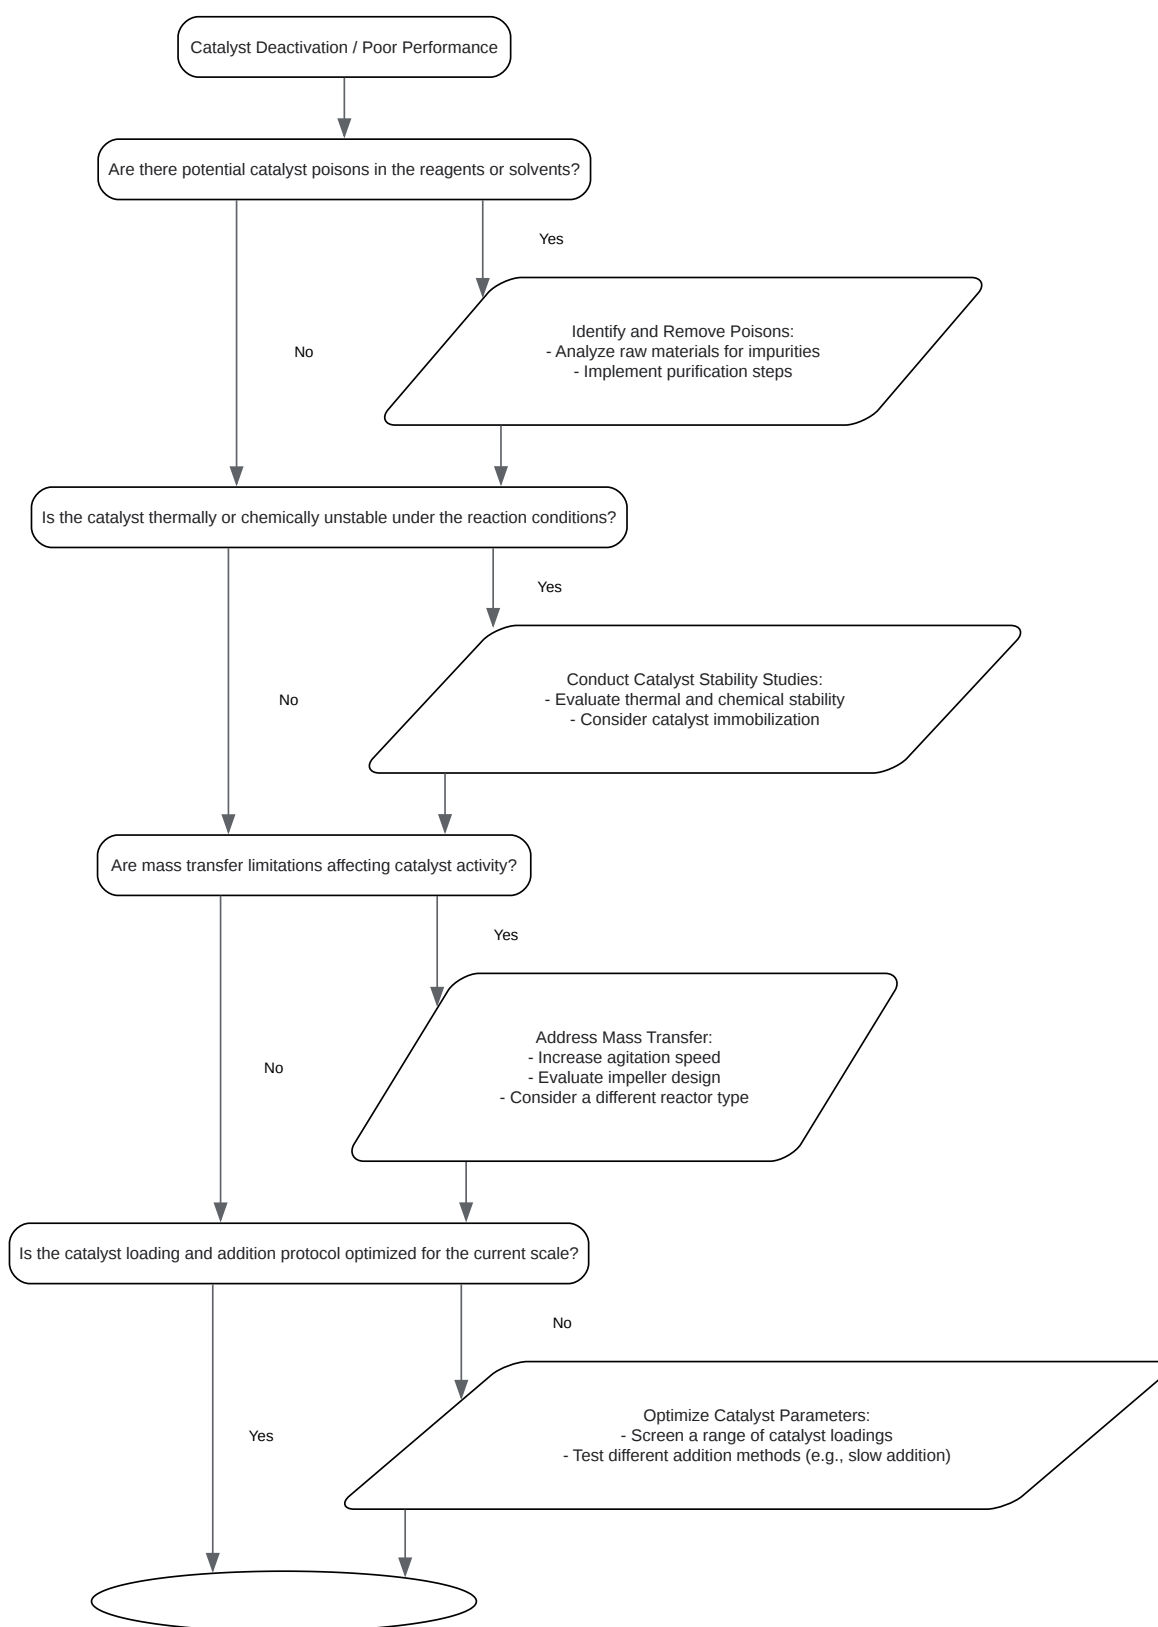 Catalyst Deactivation / Poor Performance
Are there potential catalyst poisons in the reagents or solvents?
Yes
No
Identify and Remove Poisons:
- Analyze raw materials for impurities
- Implement purification steps
Is the catalyst thermally or chemically unstable under the reaction conditions?
Yes
No
Conduct Catalyst Stability Studies:
- Evaluate thermal and chemical stability
- Consider catalyst immobilization
Are mass transfer limitations affecting catalyst activity?
Yes
No
Address Mass Transfer:
- Increase agitation speed
- Evaluate impeller design
- Consider a different reactor type
Is the catalyst loading and addition protocol optimized for the current scale?
No
Yes
Optimize Catalyst Parameters:
- Screen a range of catalyst loadings
- Test different addition methods (e.g., slow addition)